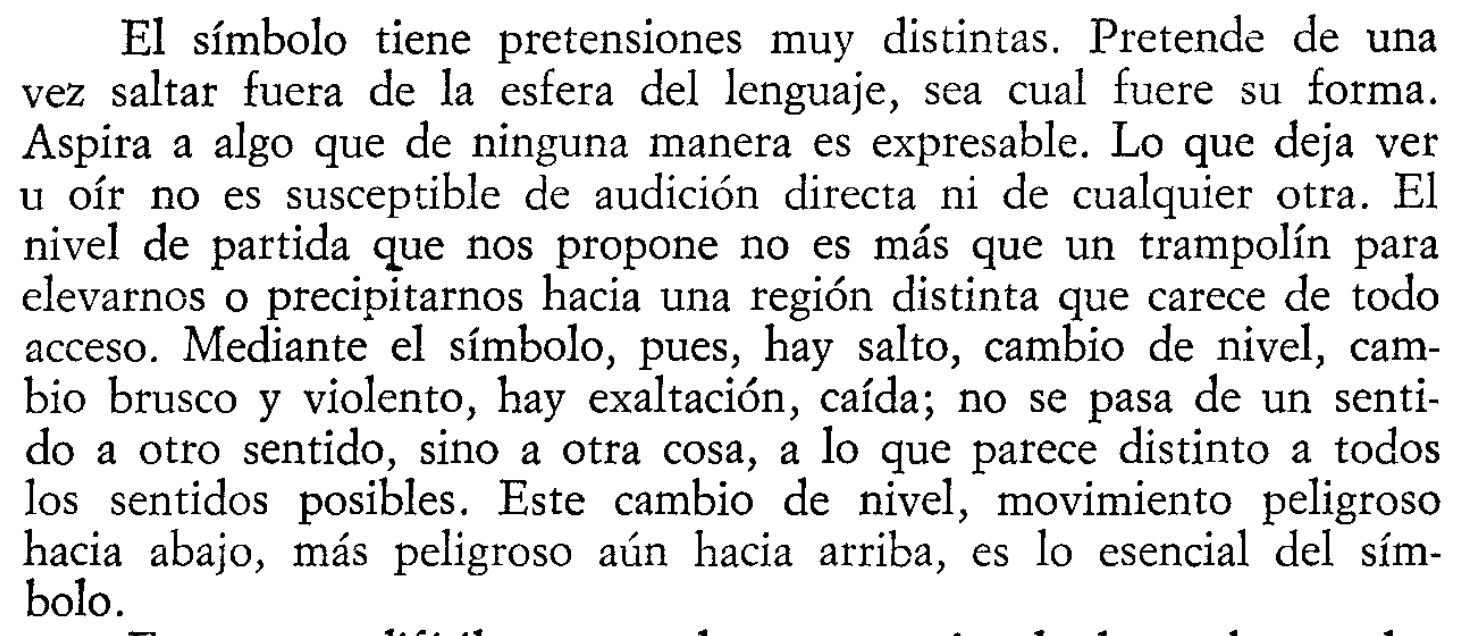 El símbolo tiene pretensiones muy distintas. Pretende de una
vez saltar fuera de la esfera del lenguaje, sea cual fuere su forma.
Aspira a algo que de ninguna manera es expresable. Lo que deja ver
u oír no es susceptible de audición directa ni de cualquier otra. El
nivel de partida que nos propone no es más que un trampolín para
elevarnos o precipitarnos hacia una región distinta que carece de todo
acceso. Mediante el símbolo, pues, hay salto, cambio de nivel, cam-
bio brusco y violento, hay exaltación, caída; no se pasa de un senti-
do a otro sentido, sino a otra cosa, a lo que parece distinto a todos
los sentidos posibles. Este cambio de nivel, movimiento peligroso
hacia abajo, más peligroso aún hacia arriba, es lo esencial del sím-
bolo.